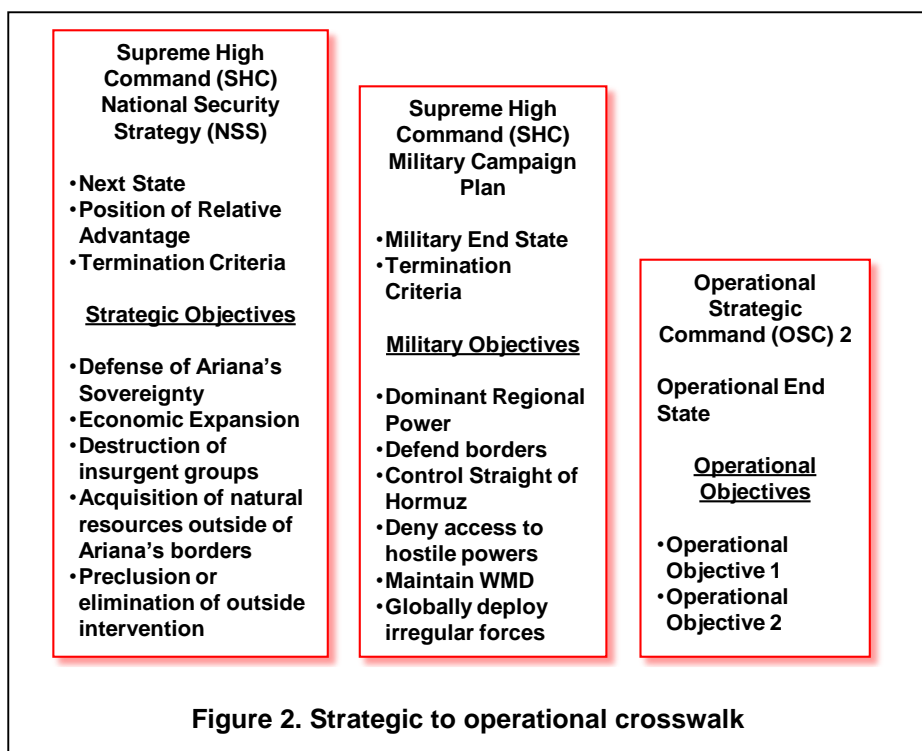 Supreme High
Command (SHC)
National Security
Strategy (NSS)
•Next State
•Position of Relative
Advantage
•Termination Criteria
Strategic Objectives
•Defense of Ariana's
Sovereignty
•Economic Expansion
•Destruction of
insurgent groups
•Acquisition of natural
resources outside of
Ariana's borders
•Preclusion or
elimination of outside
intervention
Supreme High
Command (SHC)
Military Campaign
Plan
•Military End State
•Termination
Criteria
Military Objectives
•Dominant Regional
Power
•Defend borders
•Control Straight of
Hormuz
•Deny access to
hostile powers
•Maintain WMD
•Globally deploy
irregular forces
Operational
Strategic
Command (OSC) 2
Operational End
State
Operational
Objectives
•Operational
Objective 1
•Operational
Objective 2
Figure 2. Strategic to operational crosswalk